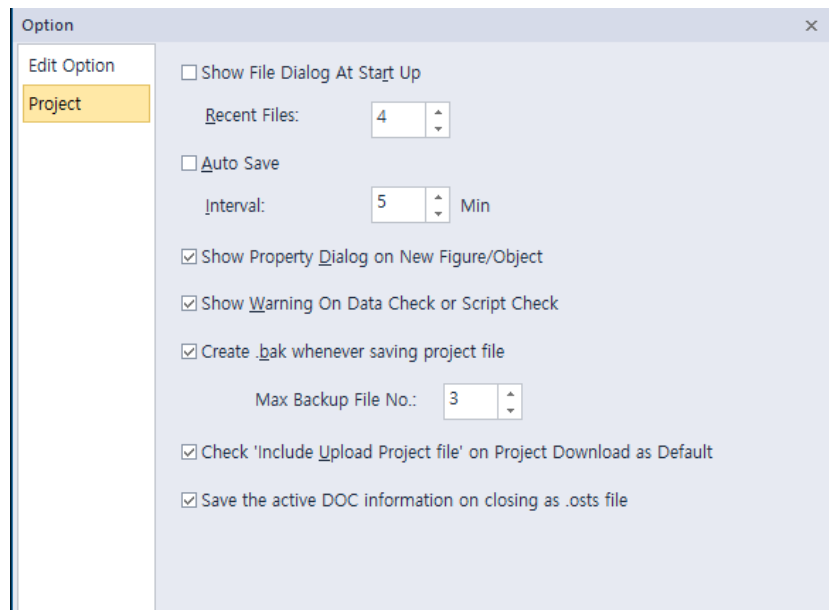 Option
Edit Option
Project
Show File Dialog At Start Up
Recent Files: 4
Auto Save
Interval: 5 Min
Show Property Dialog on New Figure/Object
Show Warning On Data Check or Script Check
Create .bak whenever saving project file
Max Backup File No.: 3
Check 'Include Upload Project file' on Project Download as Default
Save the active DOC information on closing as .osts file